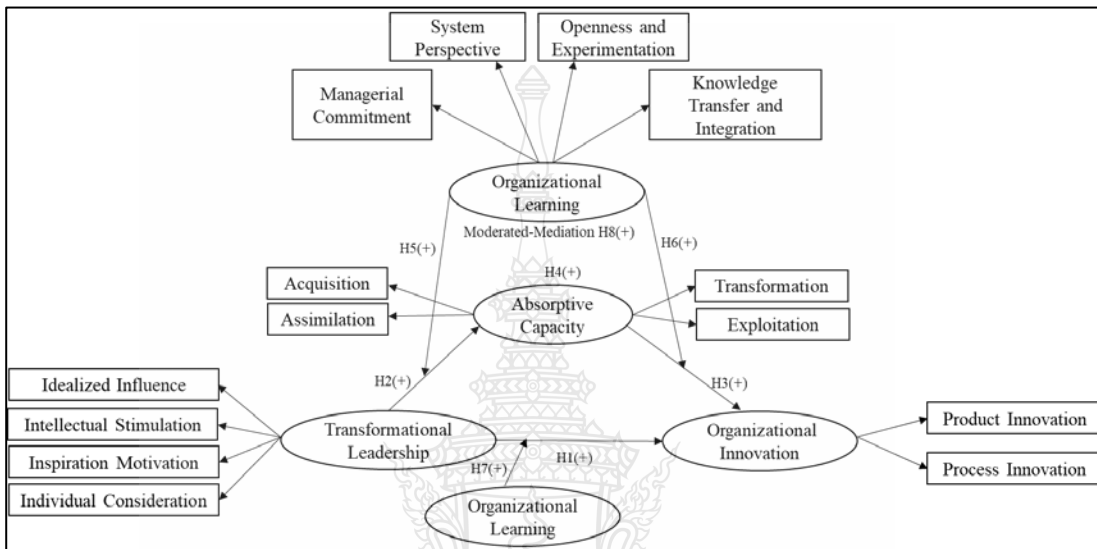 System
Perspective
Openness and
Experimentation
Managerial
Commitment
Knowledge
Transfer and
Integration
Organizational
Learning
Moderated-Mediation H8(+)
H5(+)
H6(+)
H4(+)
Acquisition
Assimilation
Absorptive
Capacity
Transformation
Exploitation
H2(+)
H3(+)
Idealized Influence
Intellectual Stimulation
Inspiration Motivation
Individual Consideration
Transformational
Leadership
H7(+)
H1(+)
Organizational
Innovation
Product Innovation
Process Innovation
Organizational
Learning